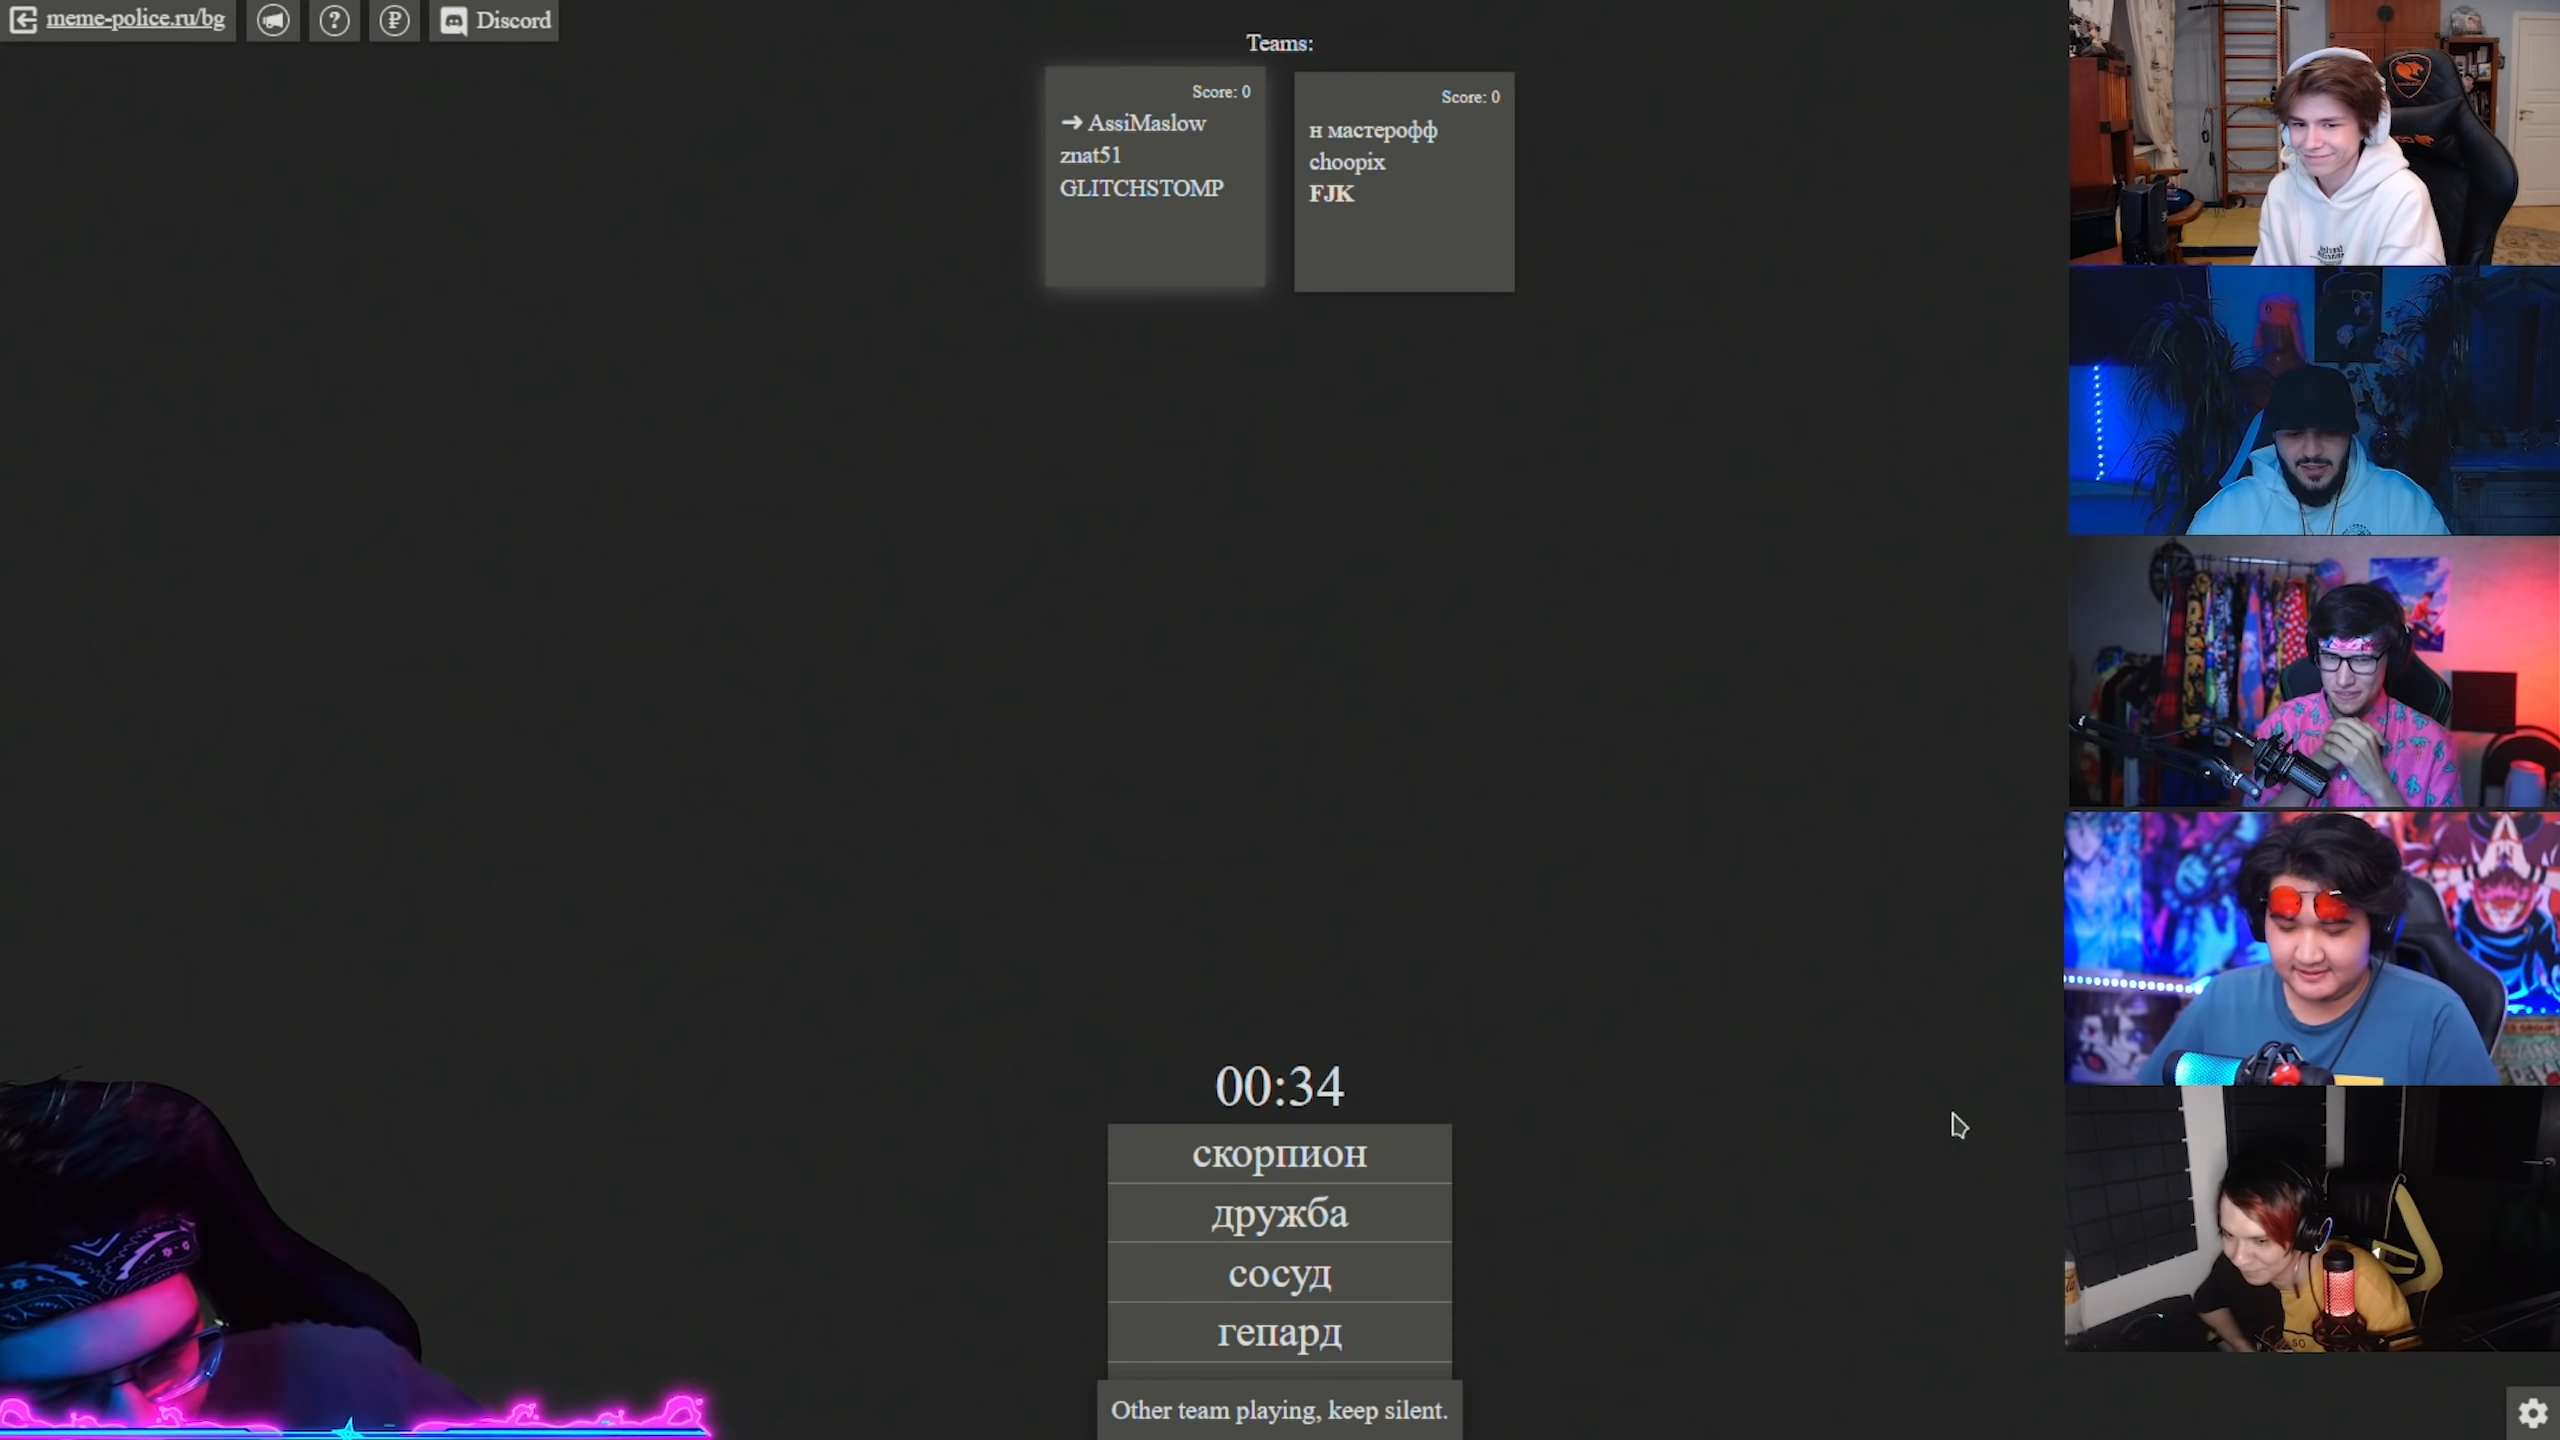 meme-police.ru/bg
Discord
Teams:
Score: 0
➔ AssiMaslow
znat51
GLITCHSTOMP
Score: 0
н мастерофф
choopix
FJK
00:34
скорпион
дружба
сосуд
гепард
Other team playing, keep silent.